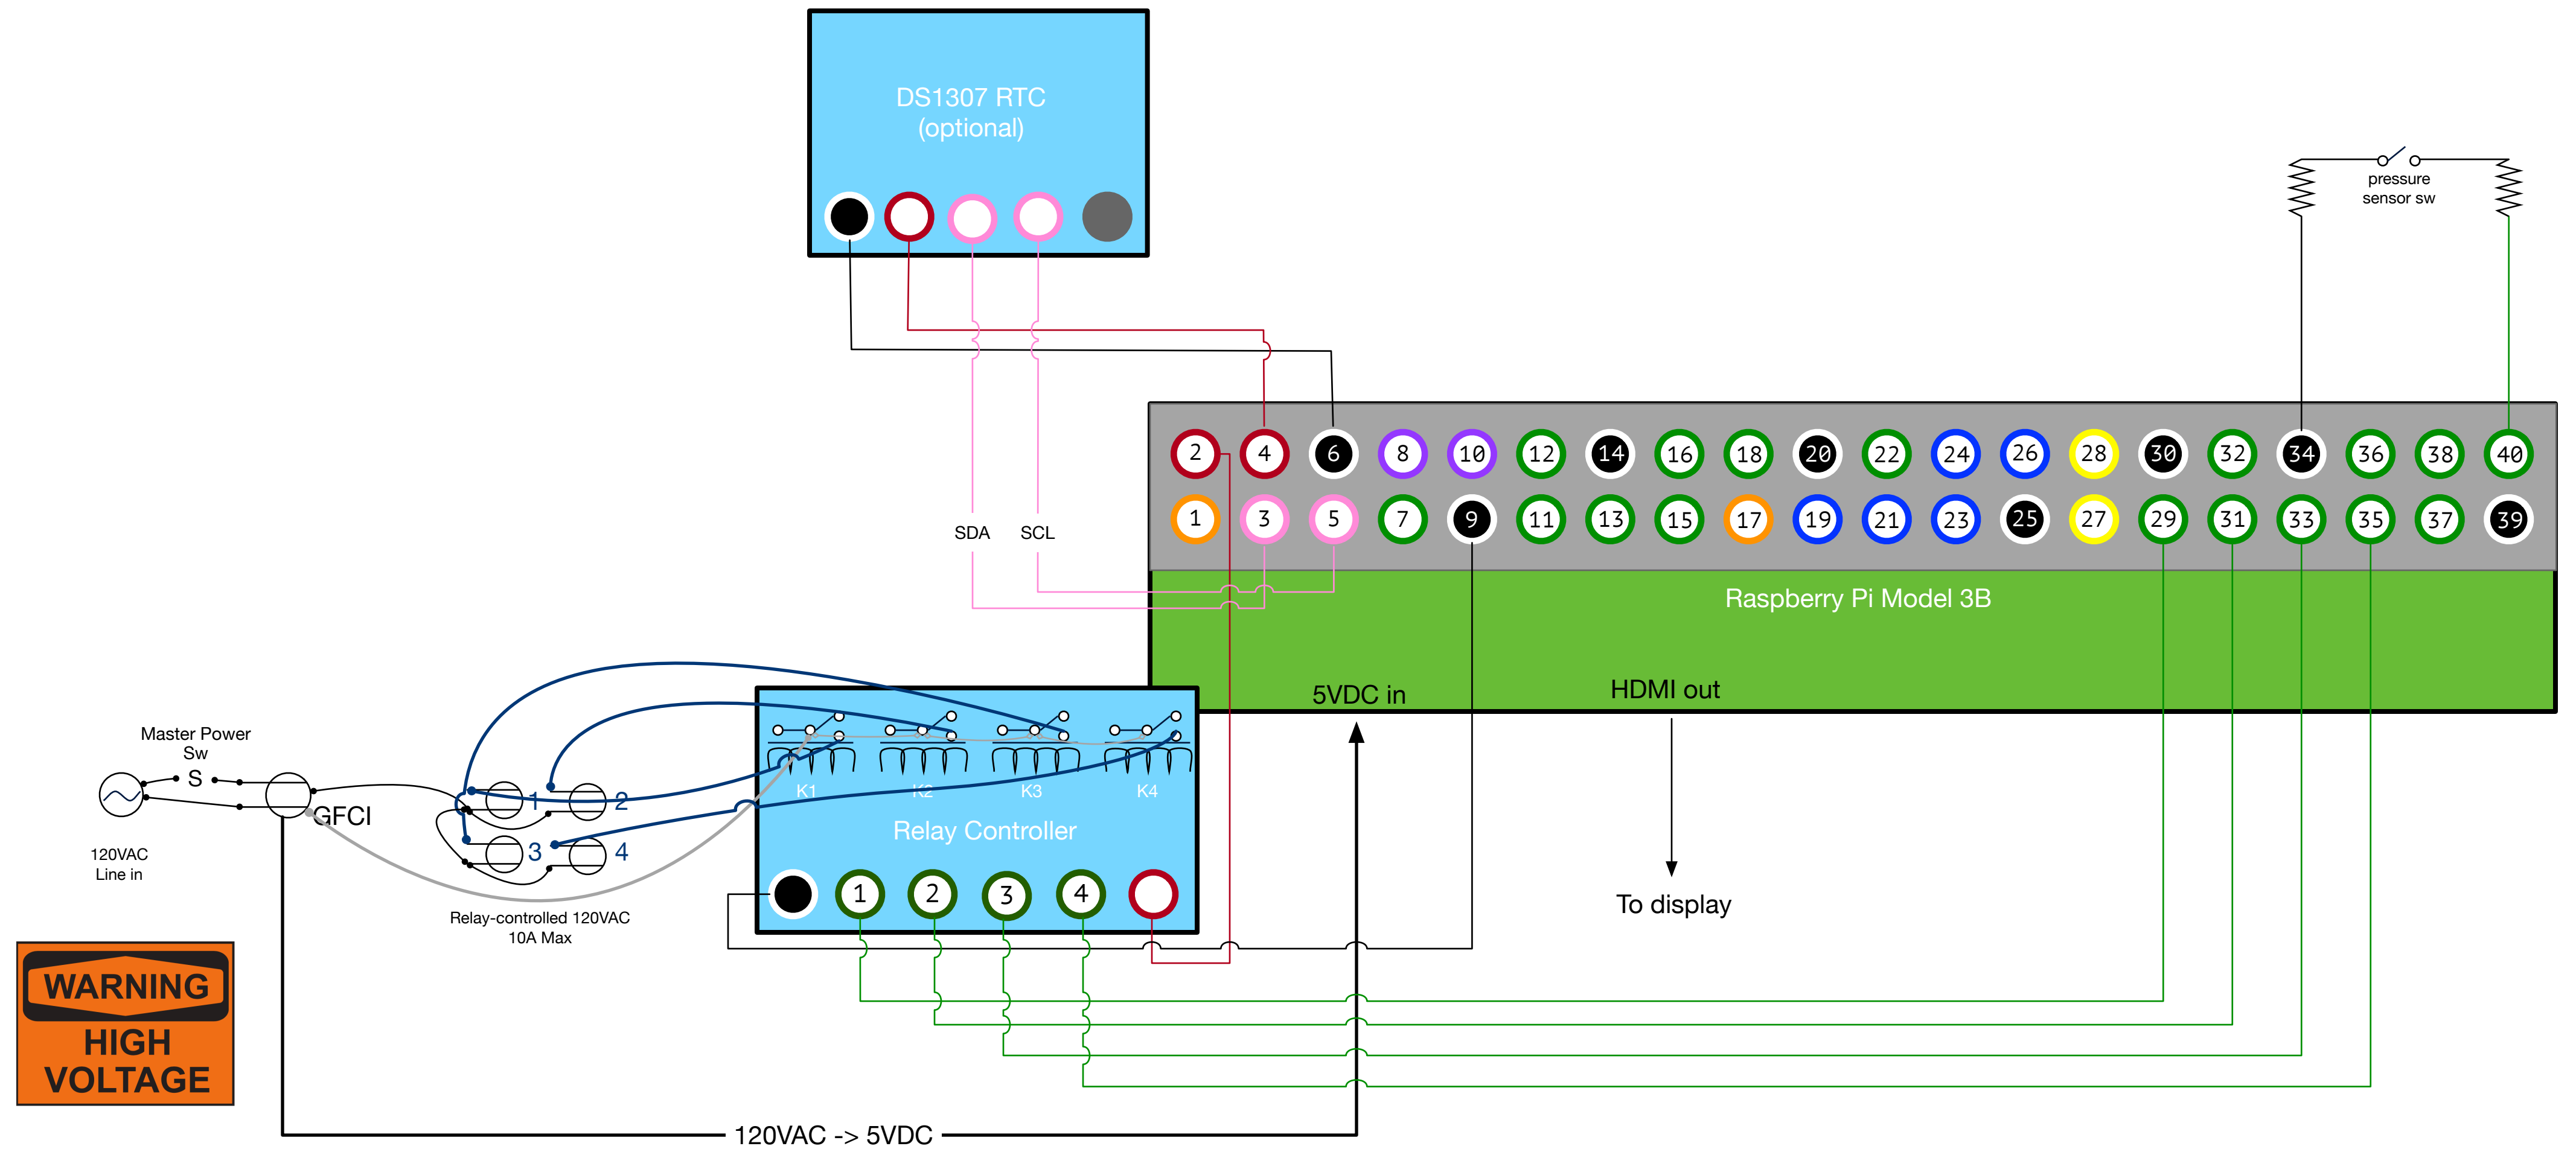 DS1307 RTC
(optional)
pressure
sensor sw
2 4 6 8 10 12 14 16 18 20 22 24 26 28 30 32 34 36 38 40
1 3 5 7 9 11 13 15 17 19 21 23 25 27 29 31 33 35 37 39
SDA SCL
Raspberry Pi Model 3B
5VDC in
HDMI out
To display
Master Power
Sw
S
GFCI
120VAC
Line in
1 2
3 4
Relay-controlled 120VAC
10A Max
K1 K2 K3 K4
Relay Controller
1 2 3 4
WARNING
HIGH
VOLTAGE
120VAC -> 5VDC